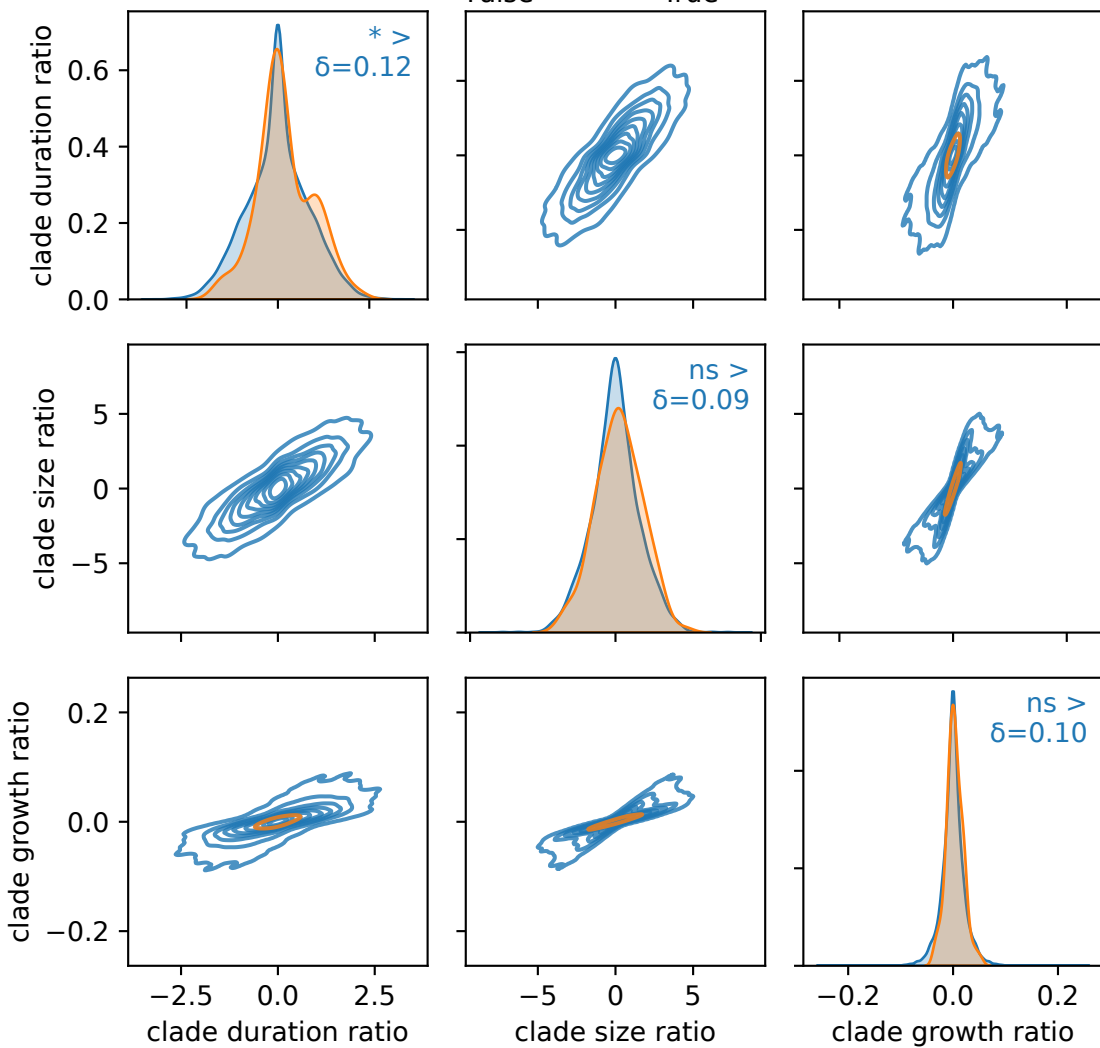 clade duration ratio
0.6
0.4
0.2
0.0
* >
δ=0.12
clade size ratio
5
0
−5
ns >
δ=0.09
clade growth ratio
0.2
0.0
−0.2
ns >
δ=0.10
−2.5 0.0 2.5
−5 0 5
−0.2 0.0 0.2
clade duration ratio
clade size ratio
clade growth ratio